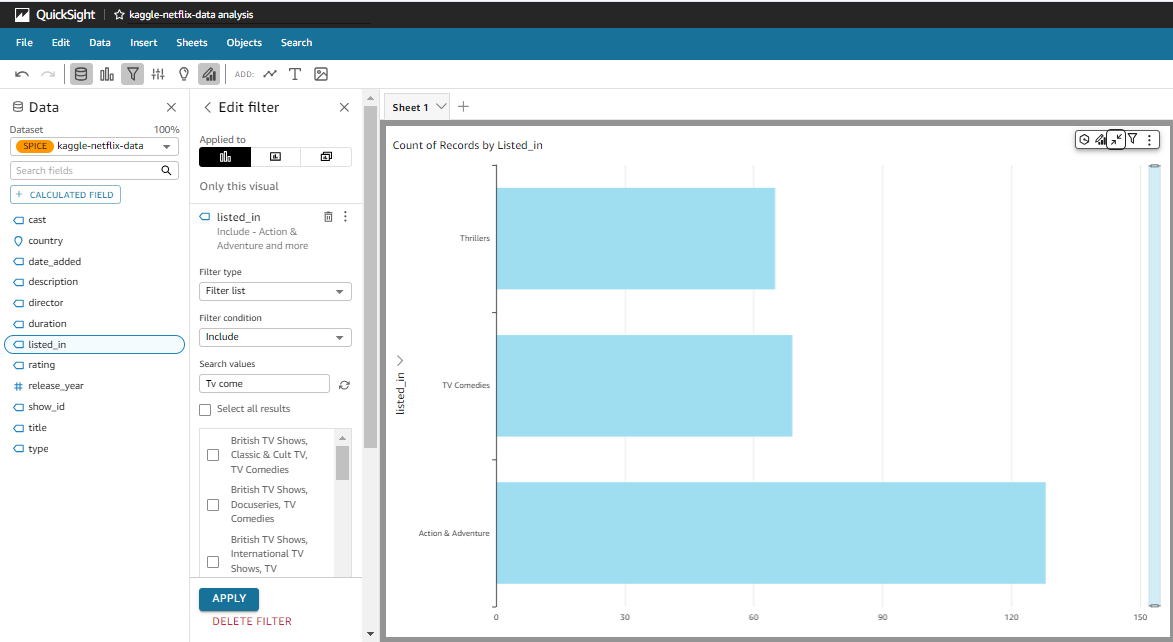 QuickSight
kaggle-netflix-data analysis
File Edit Data Insert Sheets Objects Search
ADD:
Data
Dataset 100%
SPICE kaggle-netflix-data
Search fields
+ CALCULATED FIELD
cast
country
date_added
description
director
duration
listed_in
rating
release_year
show_id
title
type
Edit filter
Applied to
Only this visual
listed_in
Include - Action &
Adventure and more
Filter type
Filter list
Filter condition
Include
Search values
Tv come
Select all results
British TV Shows,
Classic & Cult TV,
TV Comedies
British TV Shows,
Docuseries, TV
Comedies
British TV Shows,
International TV
Shows, TV
APPLY
DELETE FILTER
Sheet 1
Count of Records by Listed_in
listed_in
Thrillers
TV Comedies
Action & Adventure
0 30 60 90 120 150